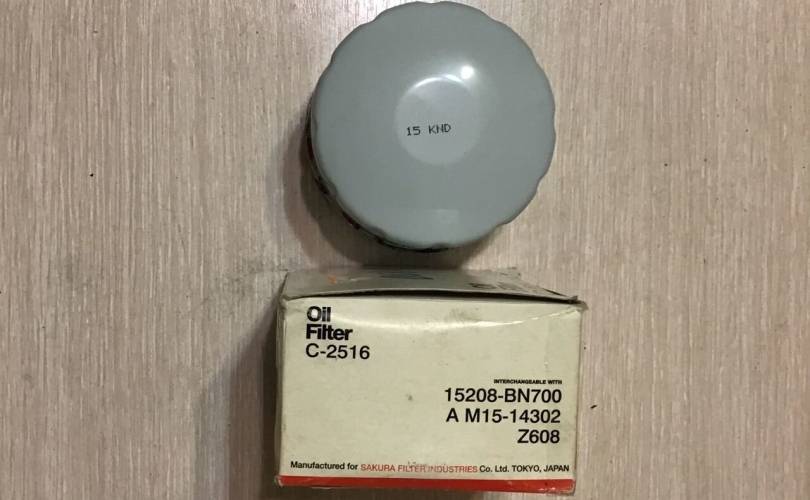 15 KND
Oil
Filter
C-2516
INTERCHANGEABLE WITH
15208-BN700
A M15-14302
Z608
Manufactured for SAKURA FILTER INDUSTRIES Co. Ltd. TOKYO, JAPAN